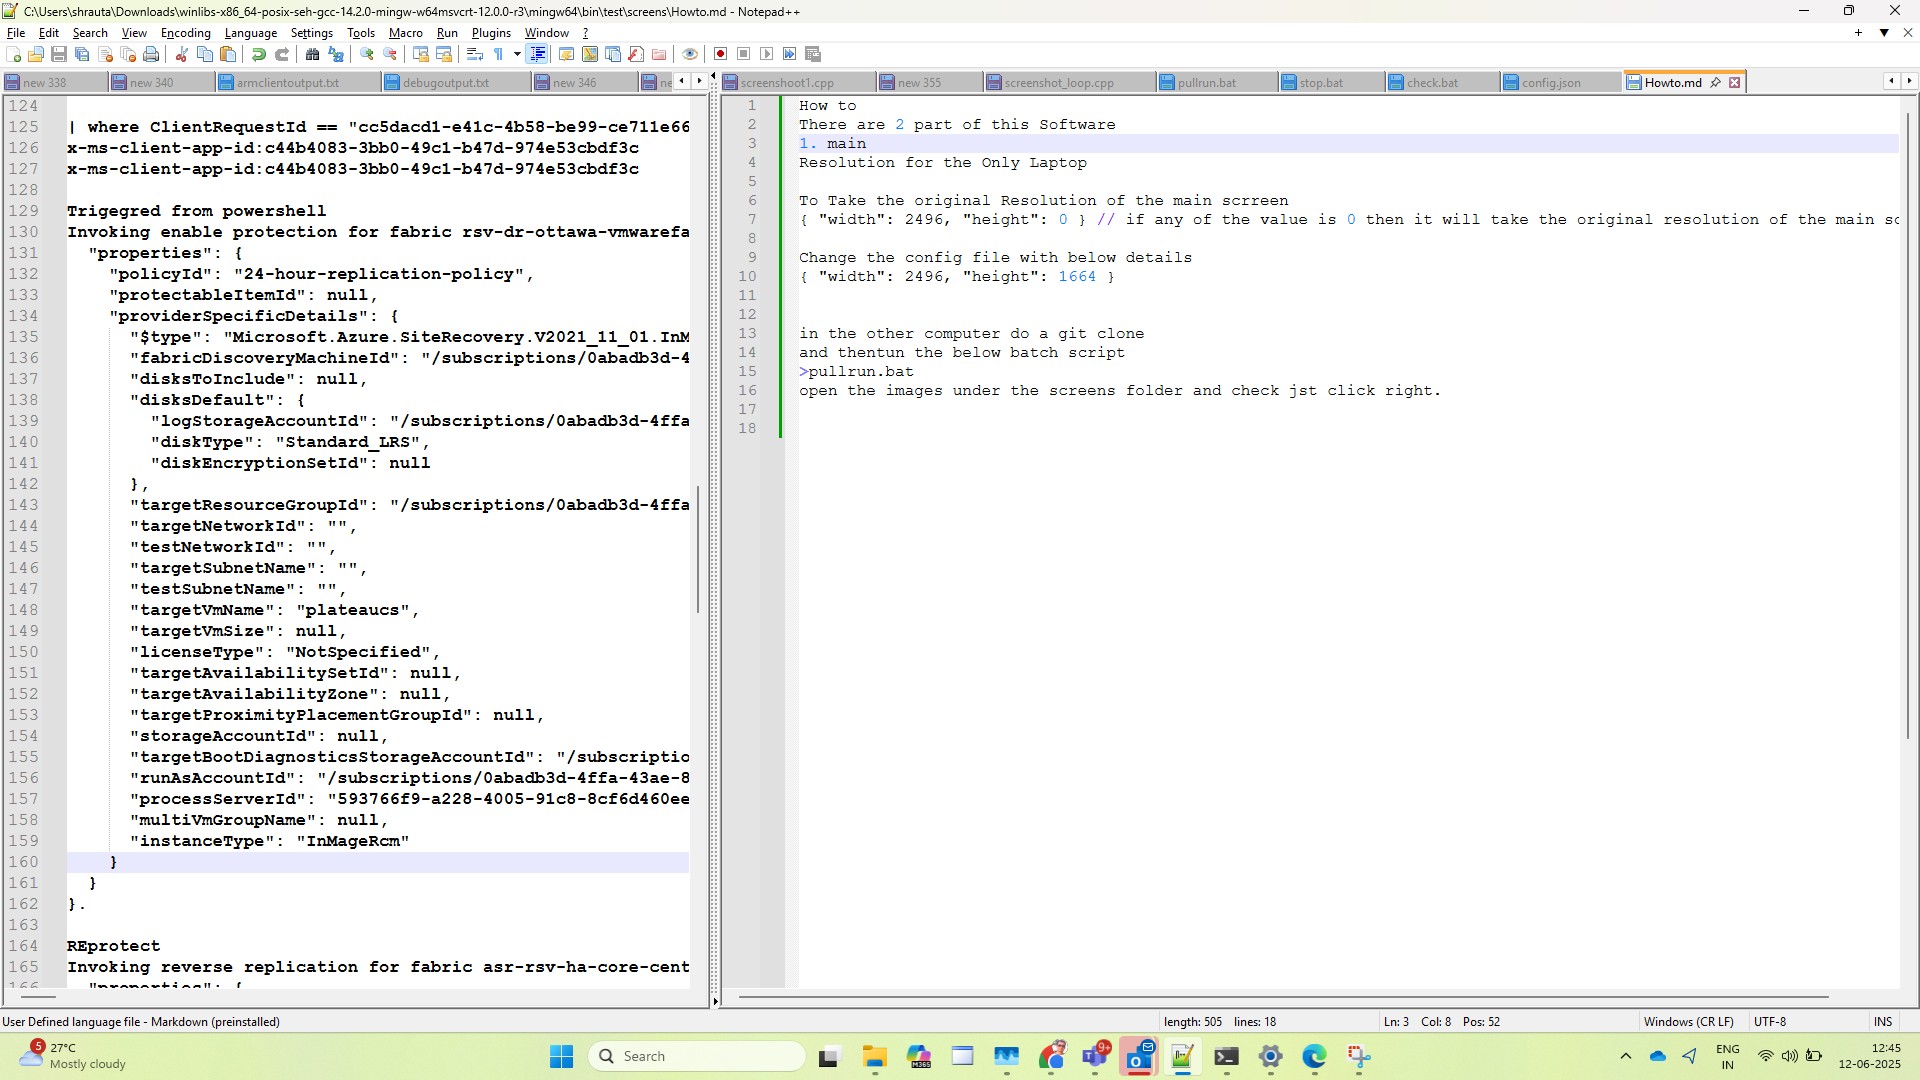 C:\Users\shrauta\Downloads\winlibs-x86_64-posix-seh-gcc-14.2.0-mingw-w64msvcrt-12.0.0-r3\mingw64\bin\test\screens\Howto.md - Notepad++
File Edit Search View Encoding Language Settings Tools Macro Run Plugins Window ?
new 338 new 340 armclientoutput.txt debugoutput.txt new 346 ne screenshoot1.cpp new 355 screenshot_loop.cpp pullrun.bat stop.bat check.bat config.json Howto.md
124
125 | where ClientRequestId == "cc5dacd1-e41c-4b58-be99-ce711e66
126 x-ms-client-app-id:c44b4083-3bb0-49c1-b47d-974e53cbdf3c
127 x-ms-client-app-id:c44b4083-3bb0-49c1-b47d-974e53cbdf3c
128
129 Trigegred from powershell
130 Invoking enable protection for fabric rsv-dr-ottawa-vmwarefa
131 "properties": {
132 "policyId": "24-hour-replication-policy",
133 "protectableItemId": null,
134 "providerSpecificDetails": {
135 "$type": "Microsoft.Azure.SiteRecovery.V2021_11_01.InM
136 "fabricDiscoveryMachineId": "/subscriptions/0abadb3d-4
137 "disksToInclude": null,
138 "disksDefault": {
139 "logStorageAccountId": "/subscriptions/0abadb3d-4ffa
140 "diskType": "Standard_LRS",
141 "diskEncryptionSetId": null
142 },
143 "targetResourceGroupId": "/subscriptions/0abadb3d-4ffa
144 "targetNetworkId": "",
145 "testNetworkId": "",
146 "targetSubnetName": "",
147 "testSubnetName": "",
148 "targetVmName": "plateaucs",
149 "targetVmSize": null,
150 "licenseType": "NotSpecified",
151 "targetAvailabilitySetId": null,
152 "targetAvailabilityZone": null,
153 "targetProximityPlacementGroupId": null,
154 "storageAccountId": null,
155 "targetBootDiagnosticsStorageAccountId": "/subscriptio
156 "runAsAccountId": "/subscriptions/0abadb3d-4ffa-43ae-8
157 "processServerId": "593766f9-a228-4005-91c8-8cf6d460ee
158 "multiVmGroupName": null,
159 "instanceType": "InMageRcm"
160 }
161 }
162 }.
163
164 REprotect
165 Invoking reverse replication for fabric asr-rsv-ha-core-cent
166 "properties": {
1 How to
2 There are 2 part of this Software
3 1. main
4 Resolution for the Only Laptop
5
6 To Take the original Resolution of the main scrreen
7 { "width": 2496, "height": 0 } // if any of the value is 0 then it will take the original resolution of the main sc
8
9 Change the config file with below details
10 { "width": 2496, "height": 1664 }
11
12
13 in the other computer do a git clone
14 and thentun the below batch script
15 >pullrun.bat
16 open the images under the screens folder and check jst click right.
17
18
User Defined language file - Markdown (preinstalled) length: 505 lines: 18 Ln: 3 Col: 8 Pos: 52 Windows (CR LF) UTF-8 INS
5 27°C
Mostly cloudy
Search
M365
9+
ENG
IN
12:45
12-06-2025